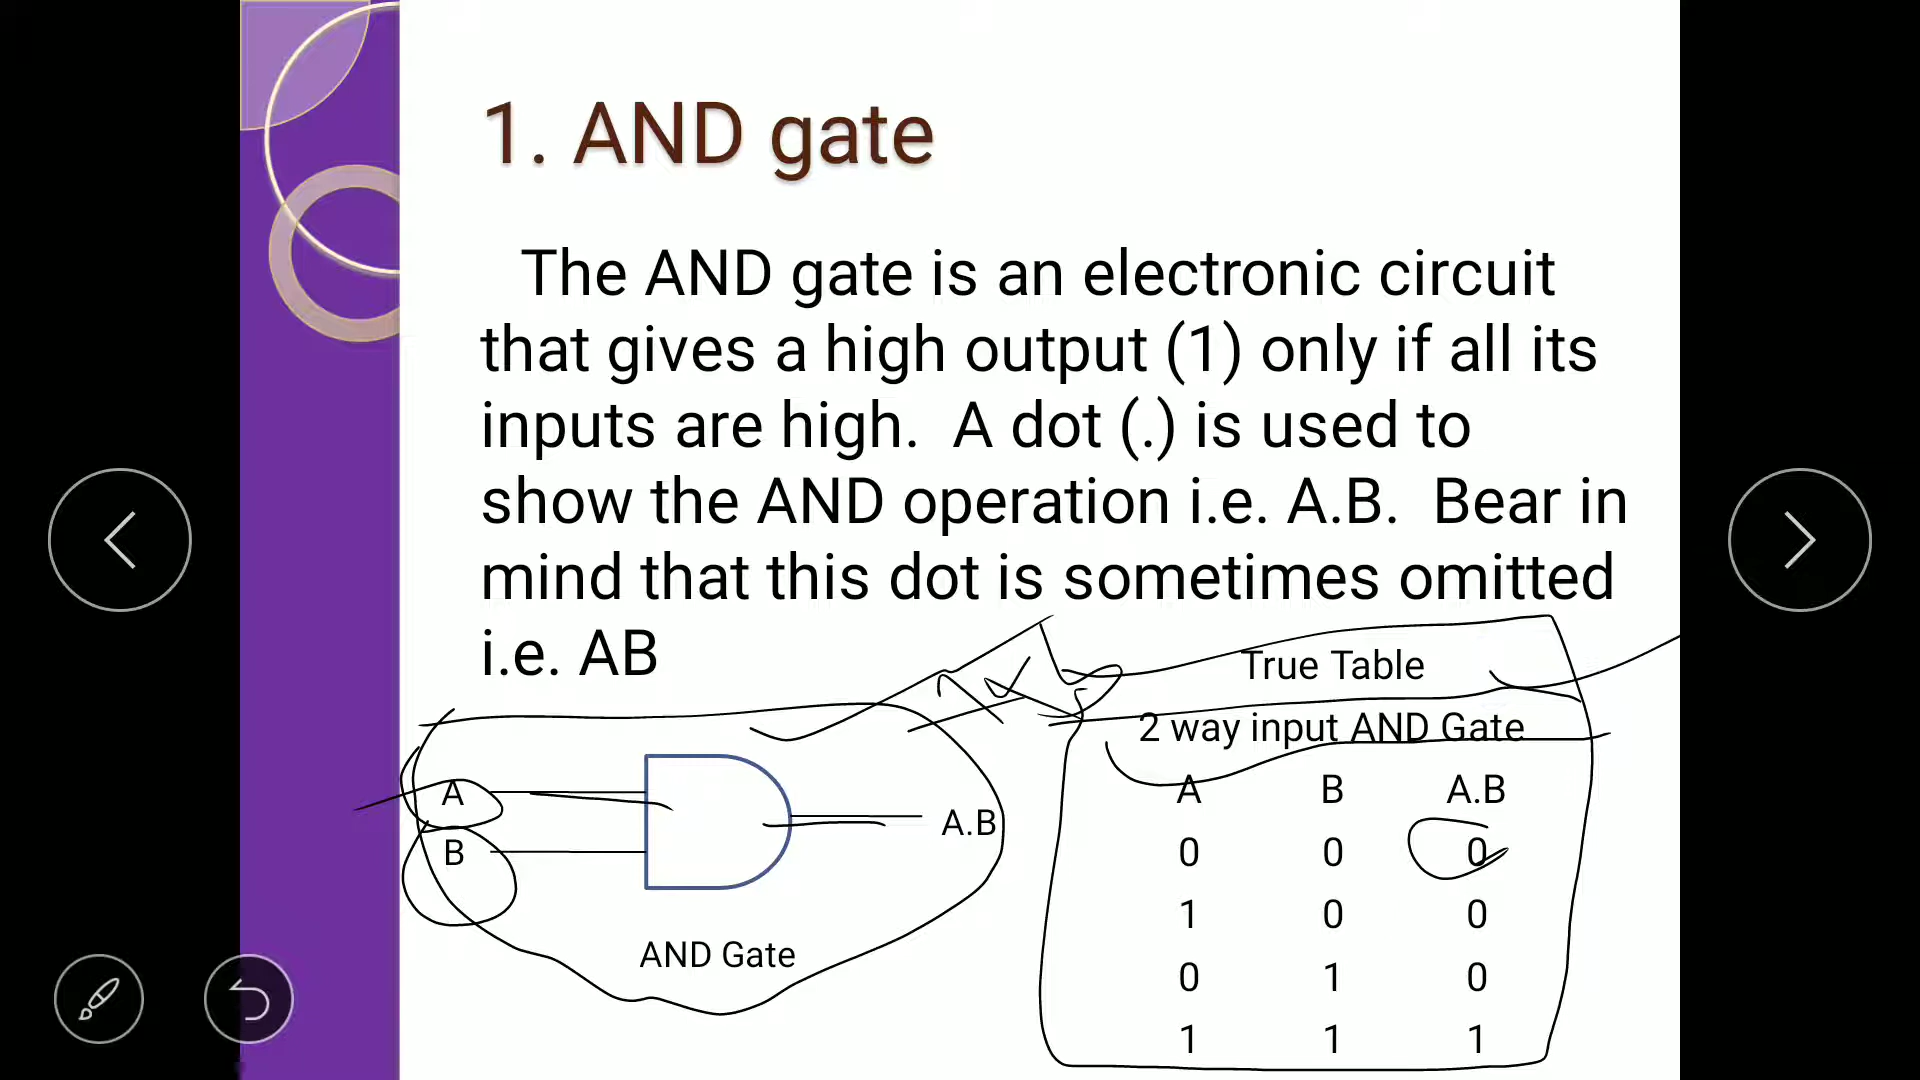 1. AND gate
The AND gate is an electronic circuit
that gives a high output (1) only if all its
inputs are high. A dot (.) is used to
show the AND operation i.e. A.B. Bear in
mind that this dot is sometimes omitted
i.e. AB
A
B
A.B
AND Gate
True Table
2 way input AND Gate
A B A.B
0 0 0
1 0 0
0 1 0
1 1 1